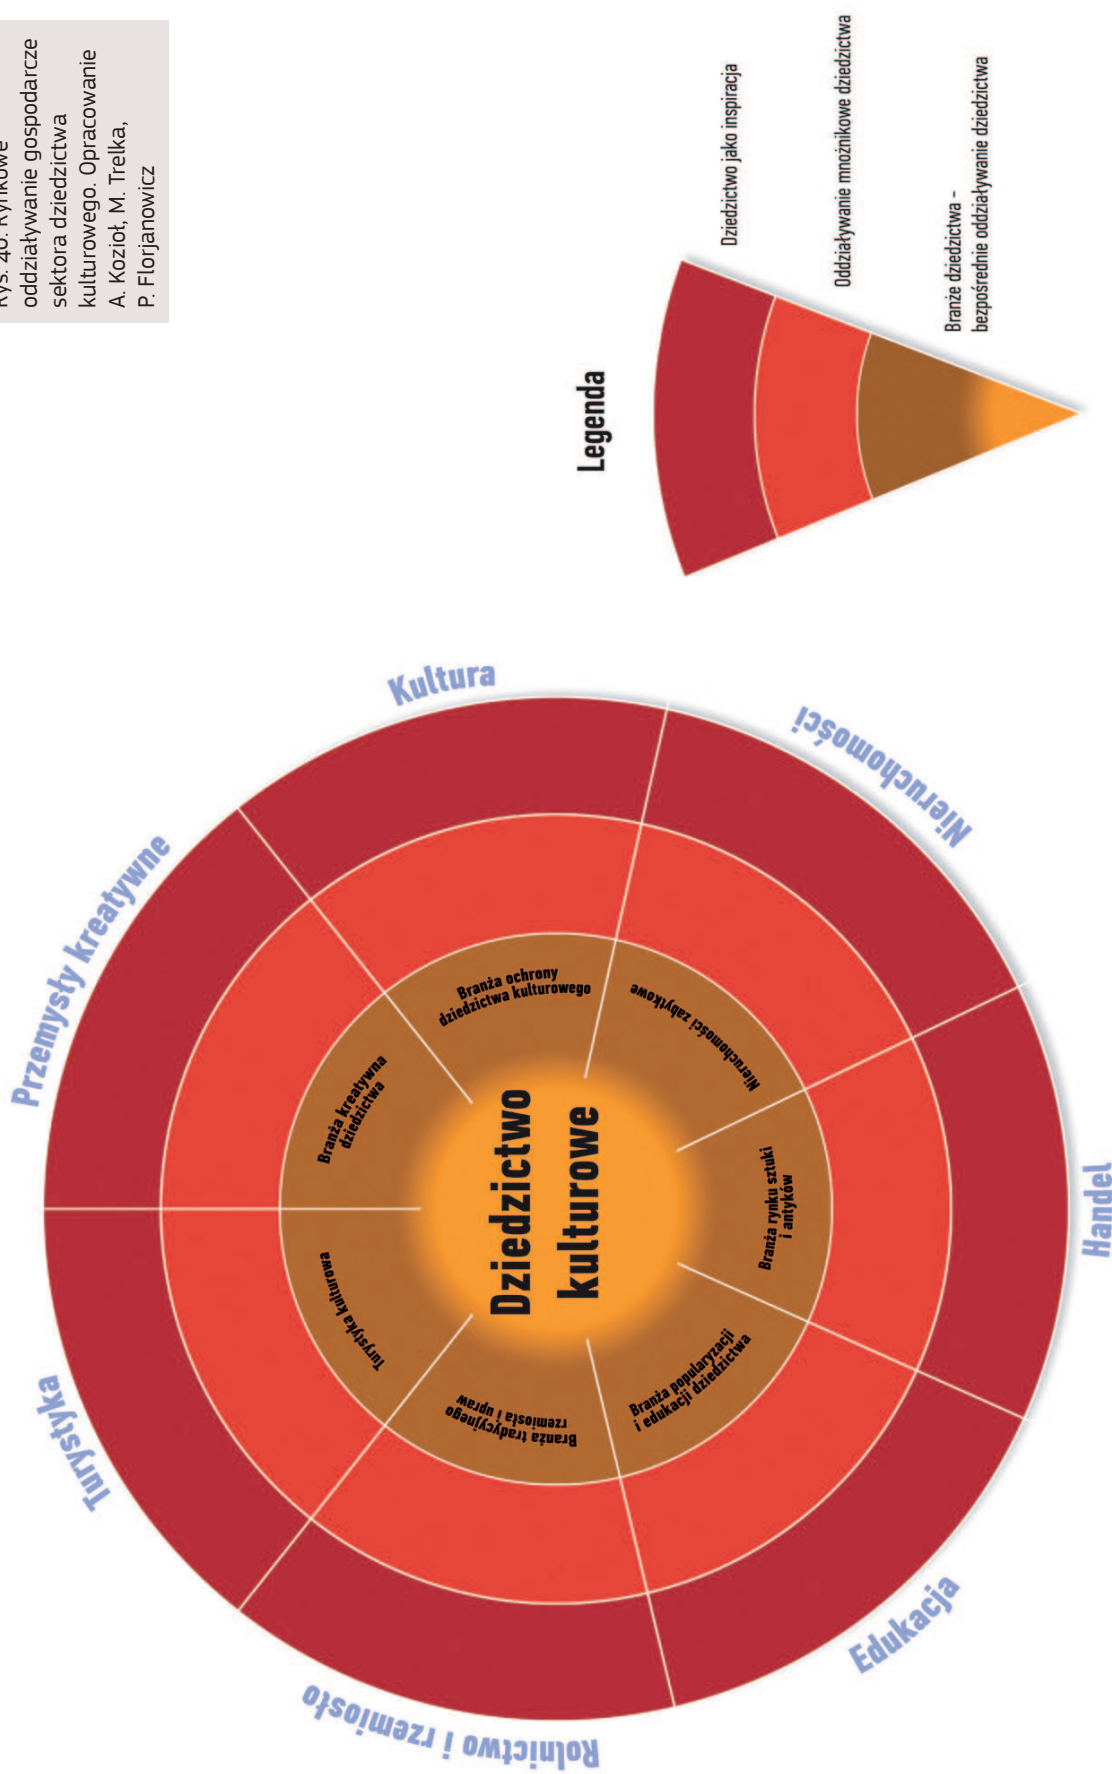 Rys. 40. Rynkowe
oddziaływanie gospodarcze
sektora dziedzictwa
kulturowego. Opracowanie
A. Kozioł, M. Trelka,
P. Florjanowicz
Przemysły kreatywne
Kultura
Nieruchomości
Handel
Edukacja
Rolnictwo i rzemiosło
Turystyka
Branża kreatywna
dziedzictwa
Branża ochrony
dziedzictwa kulturowego
Nieruchomości zabytkowe
Branża rynku sztuki
i antyków
Branża popularyzacji
i edukacji dziedzictwa
Branża tradycyjnego
rzemiosła i upraw
Turystyka kulturowa
Dziedzictwo
kulturowe
Legenda
Dziedzictwo jako inspiracja
Oddziaływanie mnożnikowe dziedzictwa
Branże dziedzictwa –
bezpośrednie oddziaływanie dziedzictwa